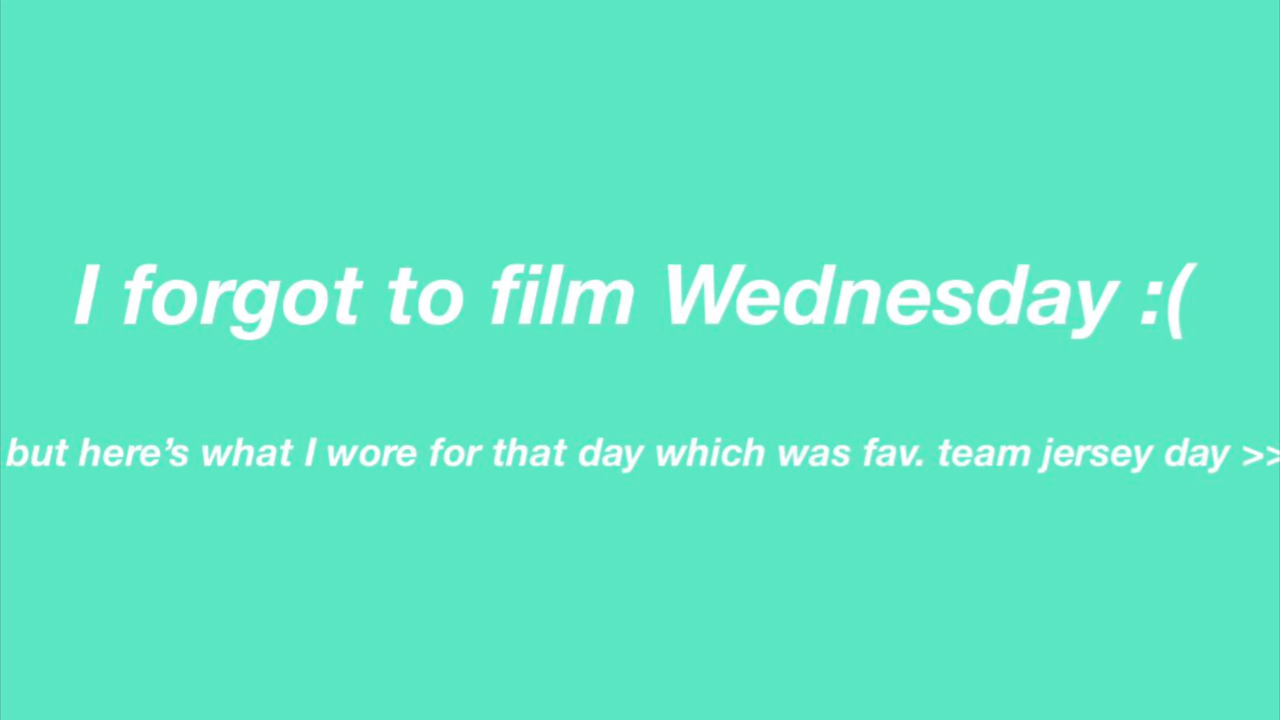 I forgot to film Wednesday :(
but here’s what I wore for that day which was fav. team jersey day >>